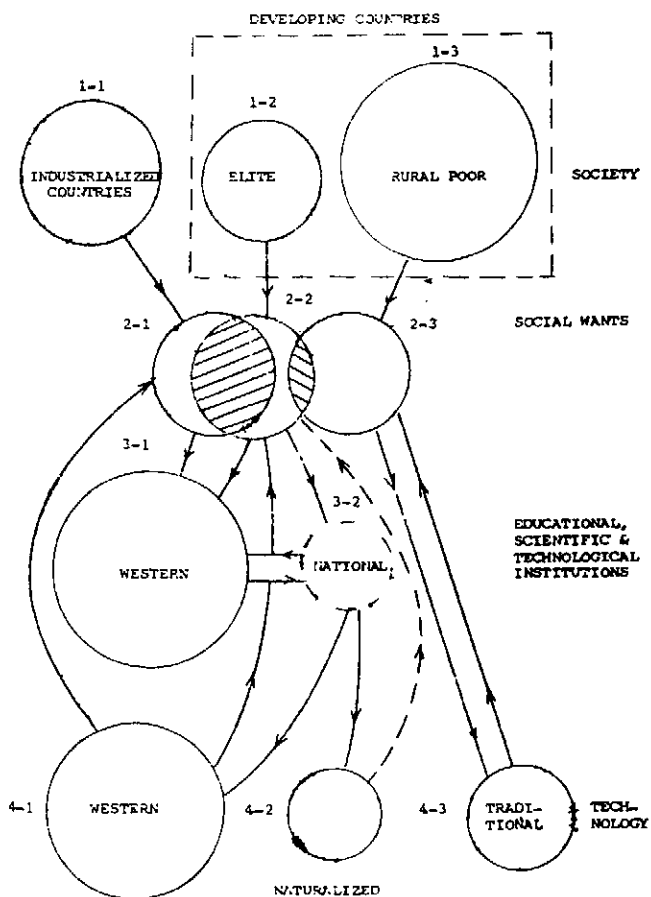 DEVELOPING COUNTRIES
1-3
1-1
1-2
INDUSTRIALIZED
COUNTRIES
ELITE
RURAL POOR
SOCIETY
2-2
2-1
2-3
SOCIAL WANTS
3-1
3-2
EDUCATIONAL,
SCIENTIFIC &
TECHNOLOGICAL
INSTITUTIONS
WESTERN
NATIONAL
4-1
WESTERN
4-2
4-3
TRADI-
TIONAL
TECH-
NOLOGY
NATURALIZED